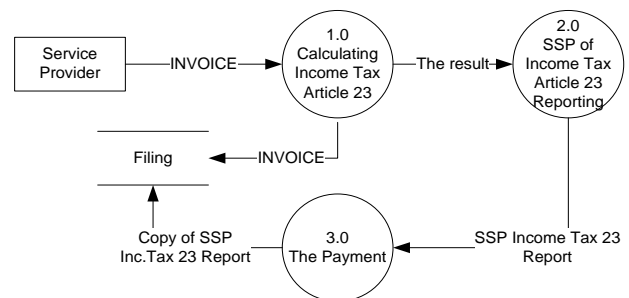 Service
Provider
INVOICE
1.0
Calculating
Income Tax
Article 23
The result
2.0
SSP of
Income Tax
Article 23
Reporting
Filing
INVOICE
Copy of SSP
Inc.Tax 23 Report
3.0
The Payment
SSP Income Tax 23
Report